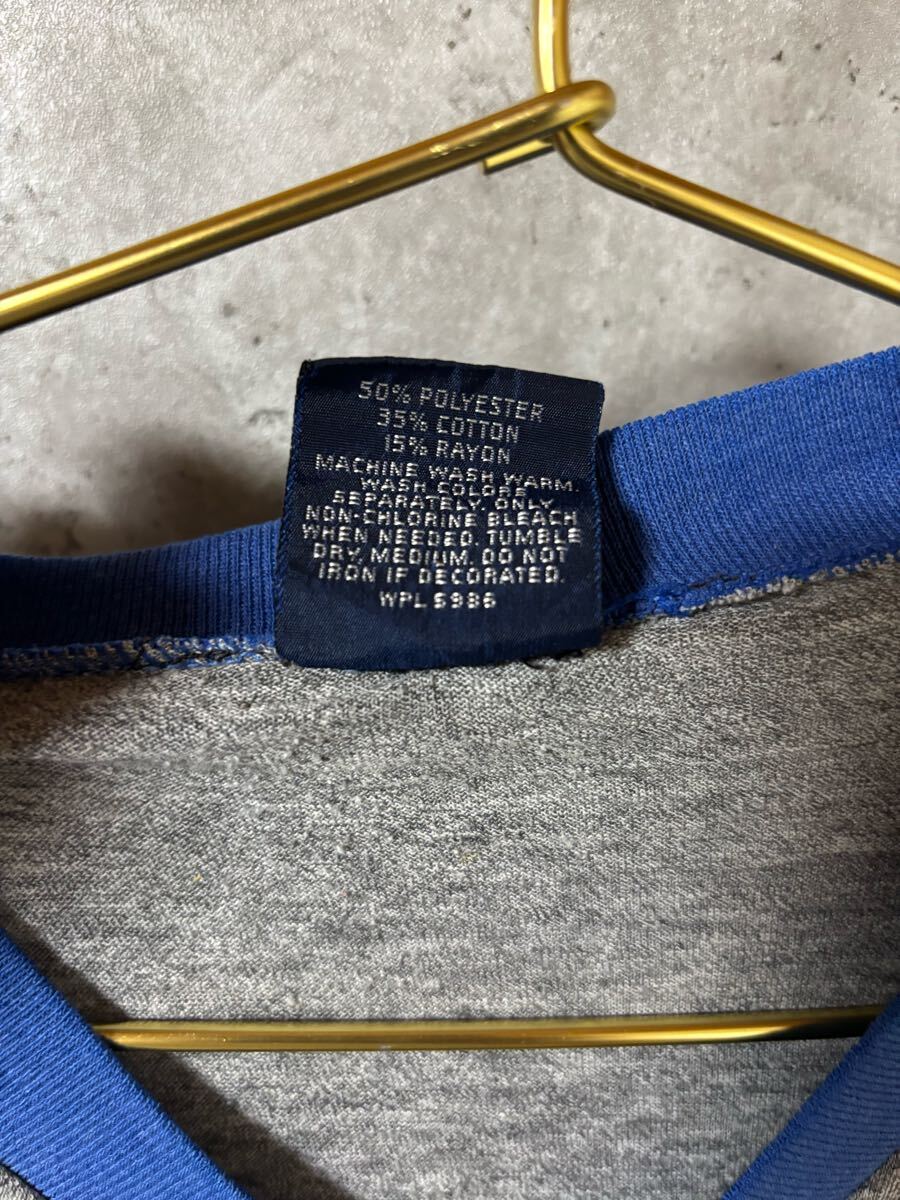 50% POLYESTER
35% COTTON
15% RAYON
MACHINE WASH WARM.
WASH COLORS
SEPARATELY. ONLY
NON-CHLORINE BLEACH
WHEN NEEDED. TUMBLE
DRY, MEDIUM. DO NOT
IRON IF DECORATED.
WPL 5986